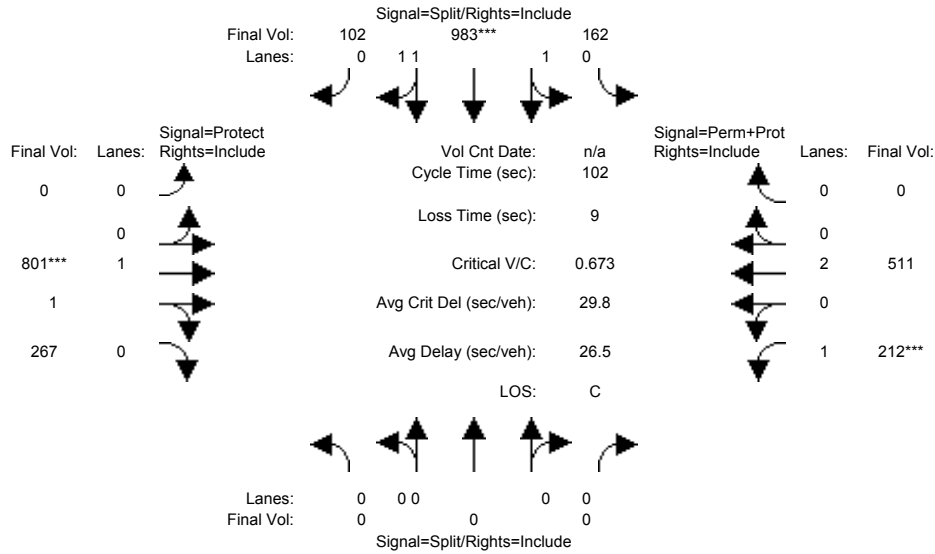 Signal=Split/Rights=Include
Final Vol: 102 983*** 162
Lanes: 0 1 1 1 0
Signal=Protect
Final Vol: Lanes: Rights=Include
Vol Cnt Date: n/a
Signal=Perm+Prot
Rights=Include Lanes: Final Vol:
Cycle Time (sec): 102
0 0
0 0
Loss Time (sec): 9
0
0
801*** 1
Critical V/C: 0.673
2 511
1
Avg Crit Del (sec/veh): 29.8
0
267 0
Avg Delay (sec/veh): 26.5
1 212***
LOS: C
Lanes: 0 0 0 0 0
Final Vol: 0 0 0
Signal=Split/Rights=Include